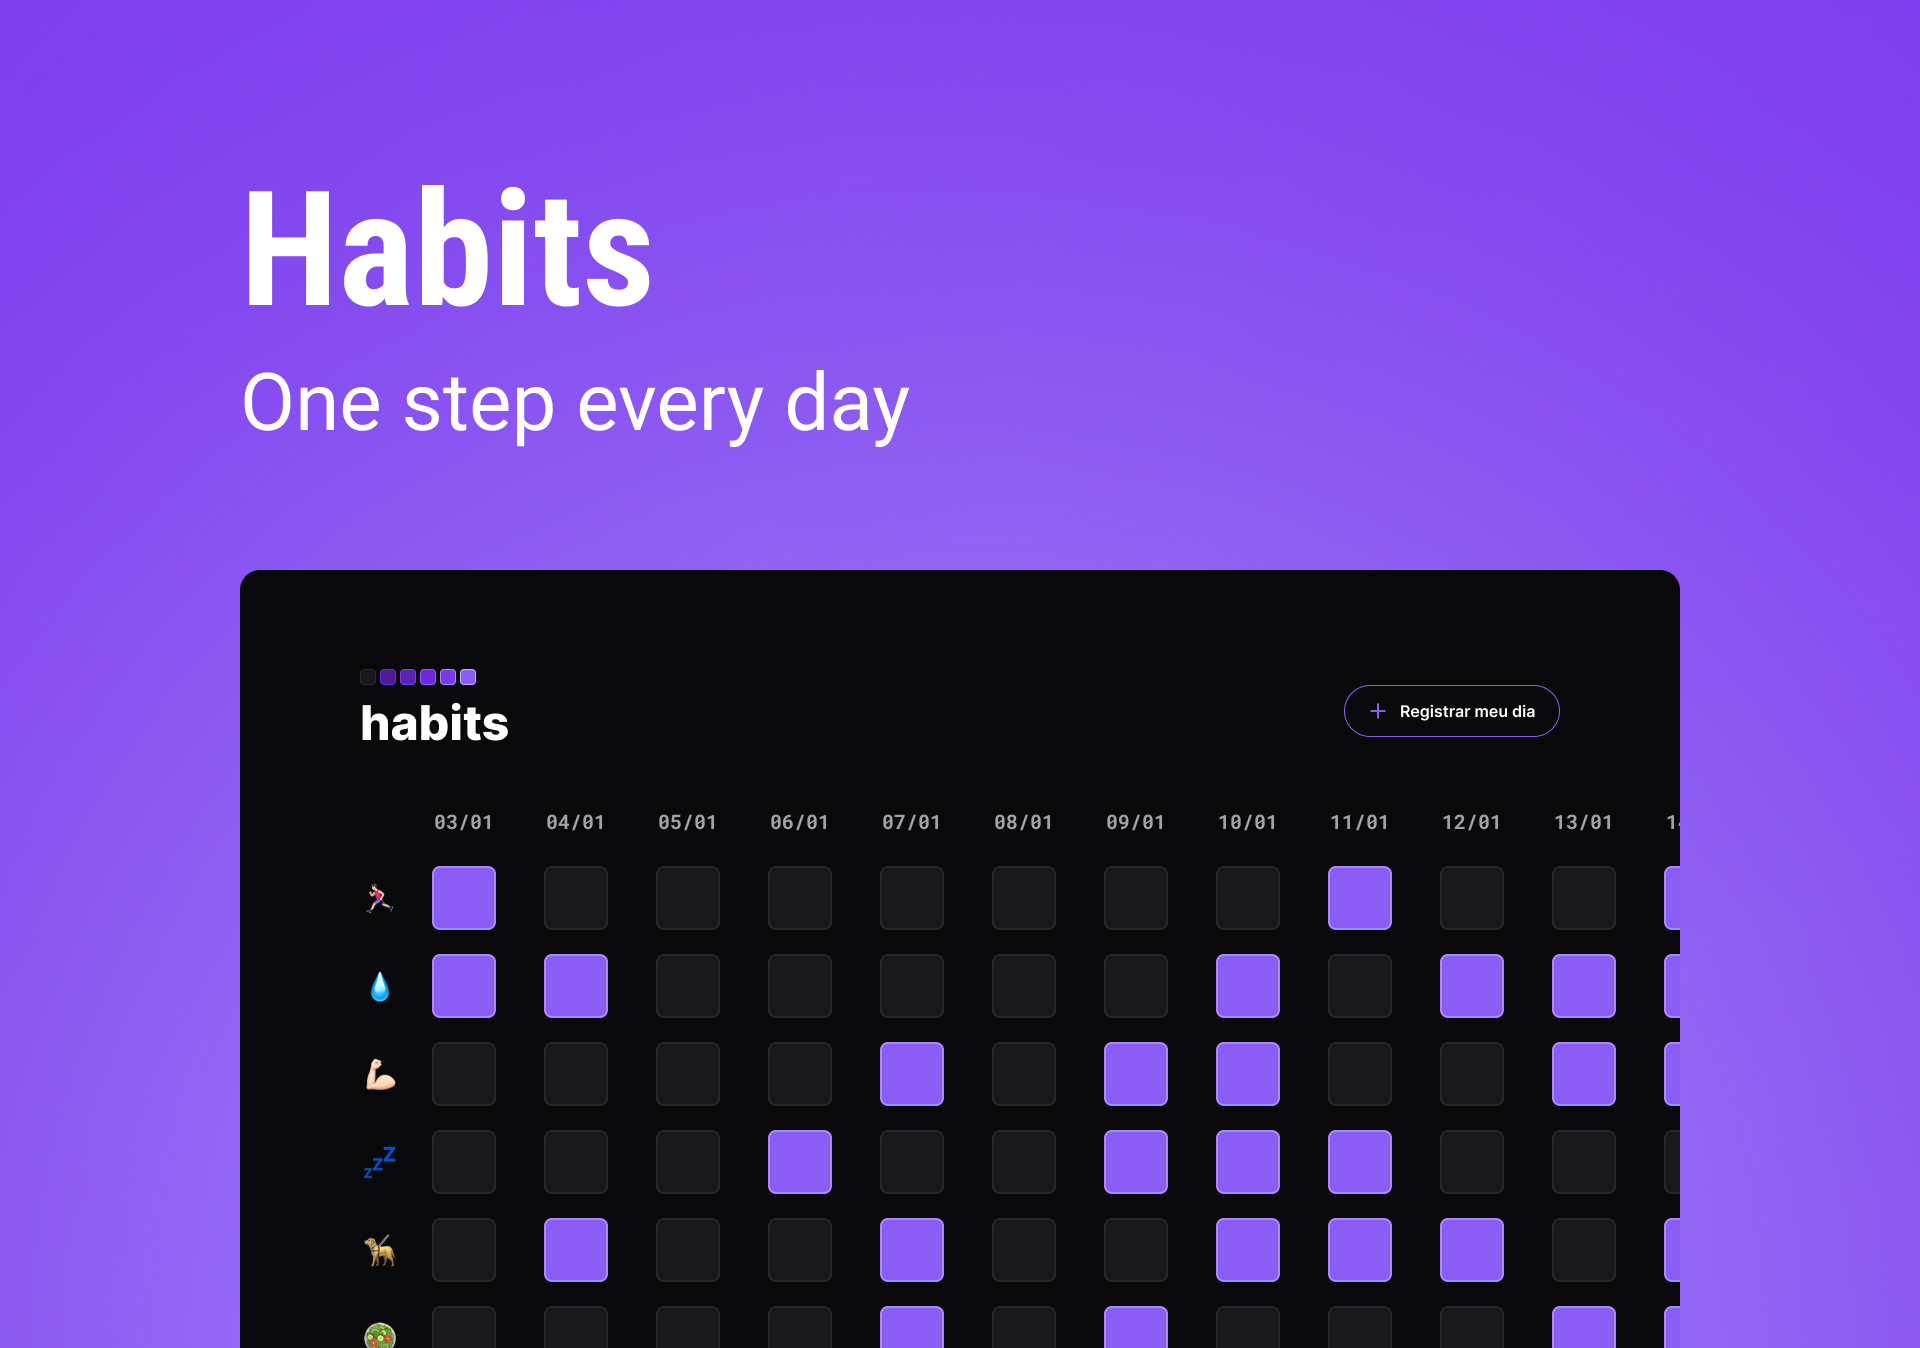 Habits
One step every day
habits
+ Registrar meu dia
03/01 04/01 05/01 06/01 07/01 08/01 09/01 10/01 11/01 12/01 13/01